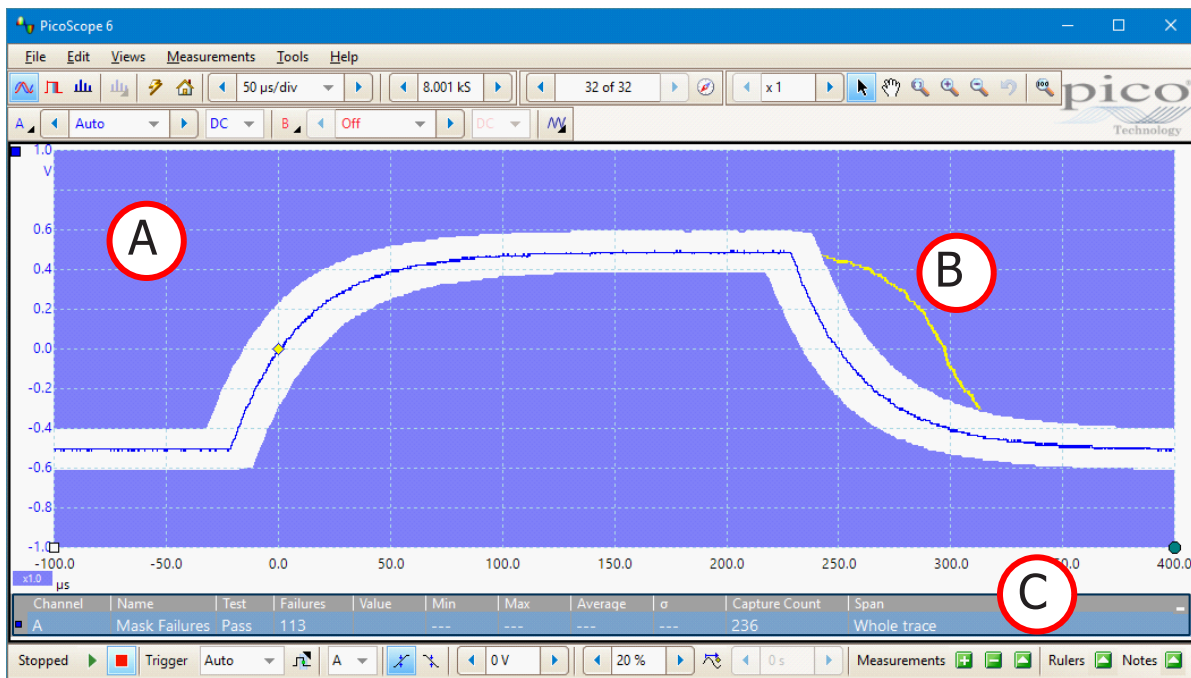 PicoScope 6
File Edit Views Measurements Tools Help
50 µs/div 8.001 kS 32 of 32 x 1
pico
Technology
A Auto DC B Off DC
1.0
V
0.6
0.4
0.2
0.0
-0.2
-0.4
-0.6
-0.8
-1.0
A
B
C
-100.0 -50.0 0.0 50.0 100.0 150.0 200.0 250.0 300.0 400.0
x1.0 µs
Channel Name Test Failures Value Min Max Average σ Capture Count Span
A Mask Failures Pass 113 --- --- --- --- 236 Whole trace
Stopped Trigger Auto A 0 V 20 % 0 s Measurements Rulers Notes